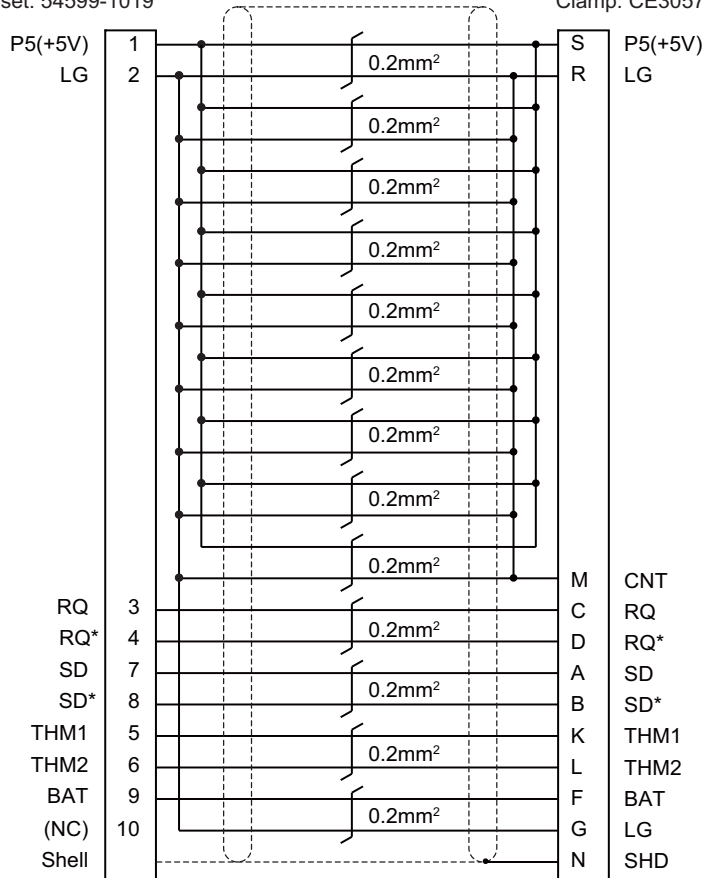 set: 54599-1019 Clamp: CE3057
P5(+5V) 1 S P5(+5V)
0.2mm²
LG 2 R LG
0.2mm²
0.2mm²
0.2mm²
0.2mm²
0.2mm²
0.2mm²
0.2mm²
0.2mm²
M CNT
RQ 3 C RQ
0.2mm²
RQ* 4 D RQ*
SD 7 A SD
0.2mm²
SD* 8 B SD*
THM1 5 K THM1
0.2mm²
THM2 6 L THM2
BAT 9 F BAT
0.2mm²
(NC) 10 G LG
Shell N SHD